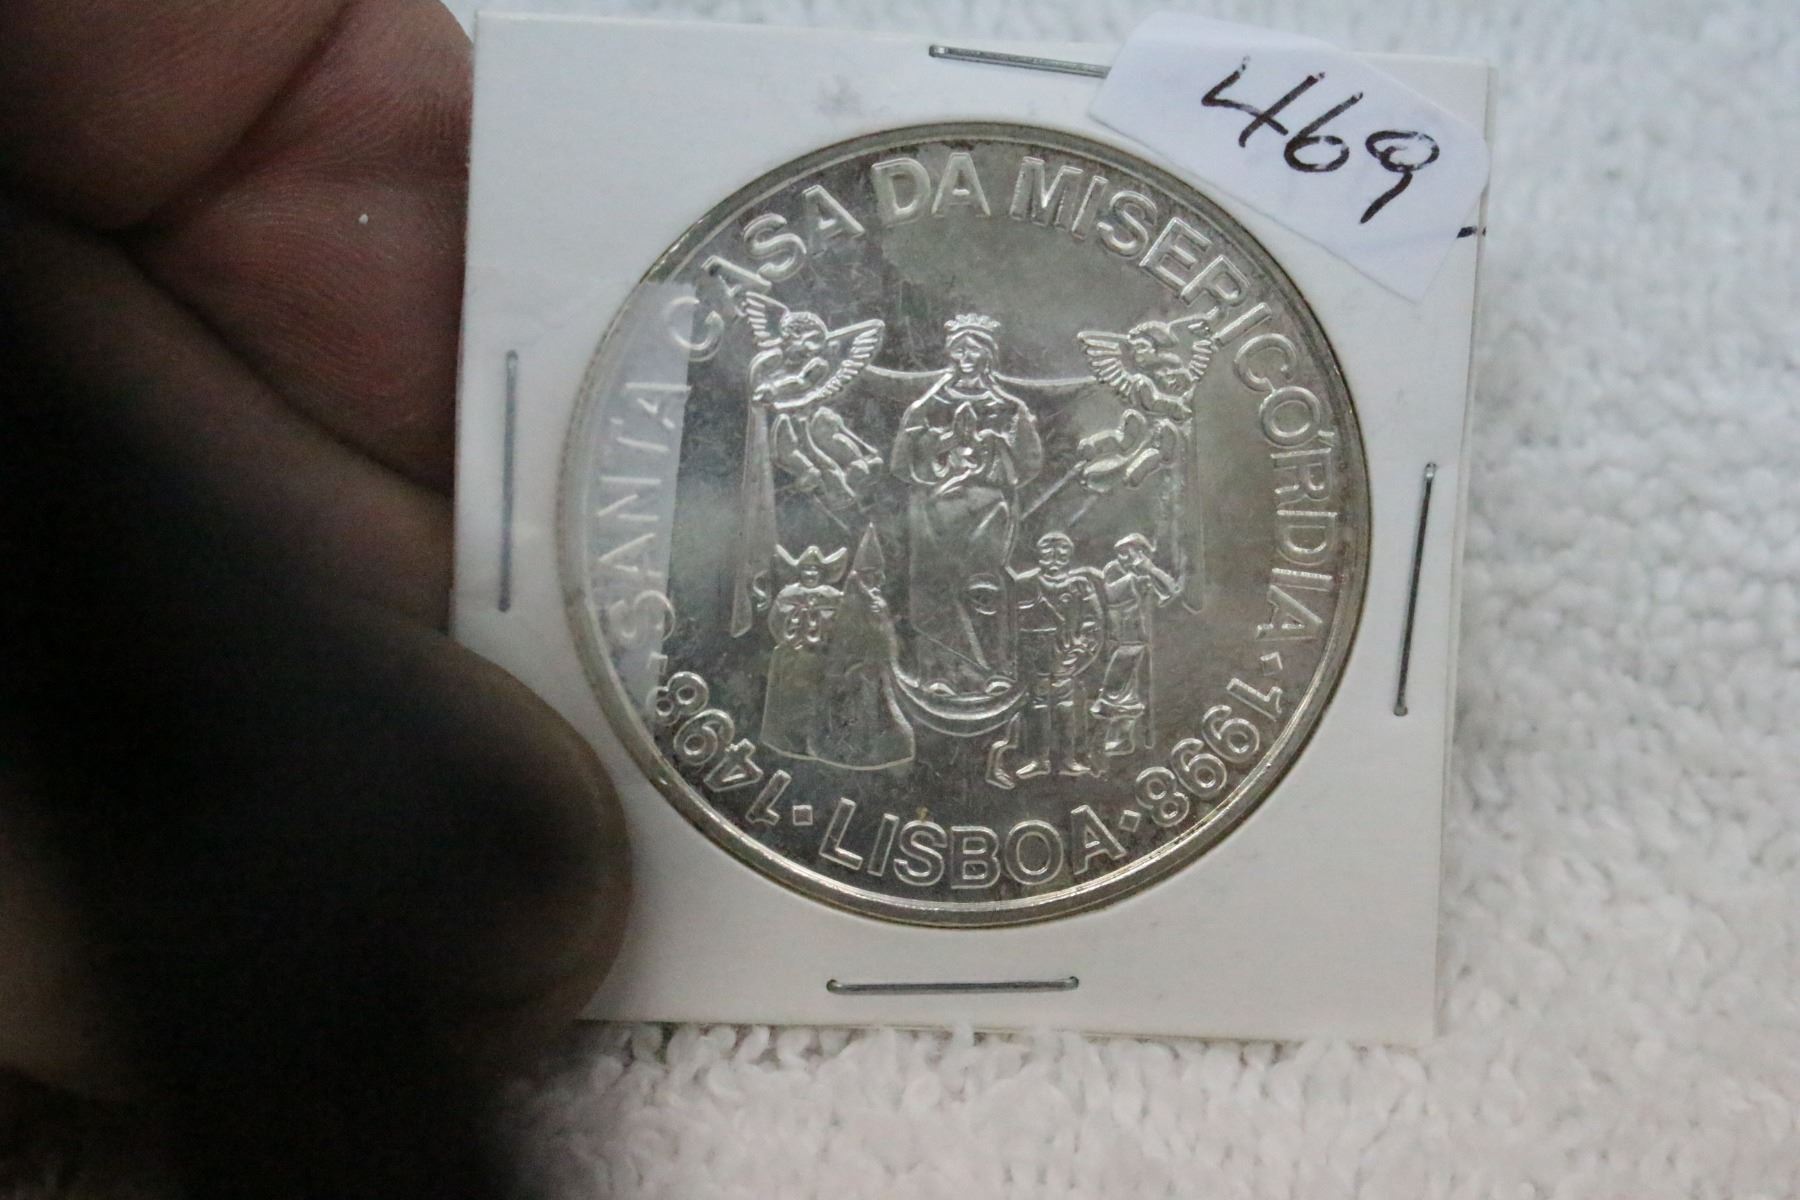 469
SANTA CASA DA MISERICÓRDIA · 1998 ·
1498 · LISBOA ·